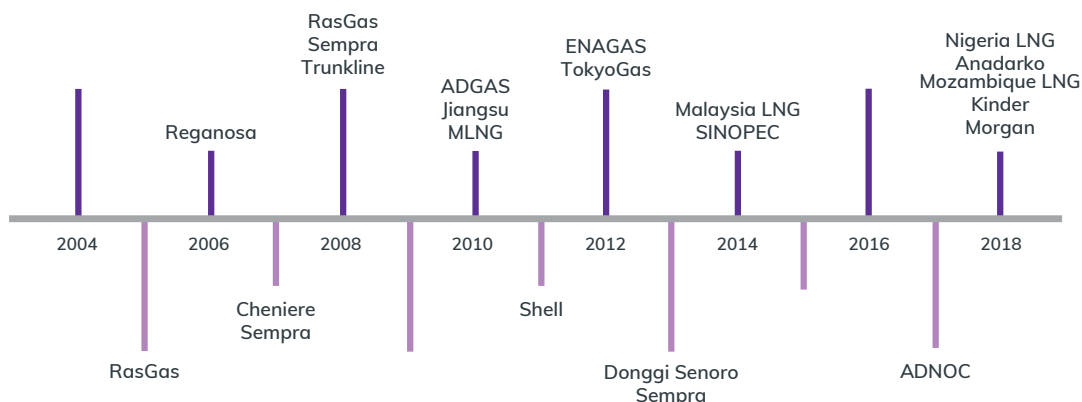 RasGas
Sempra
Trunkline
Nigeria LNG
Anadarko
Mozambique LNG
Kinder
Morgan
ENAGAS
TokyoGas
ADGAS
Jiangsu
MLNG
Malaysia LNG
SINOPEC
Reganosa
2004
2006
2008
2010
2012
2014
2016
2018
Cheniere
Sempra
Shell
RasGas
Donggi Senoro
Sempra
ADNOC